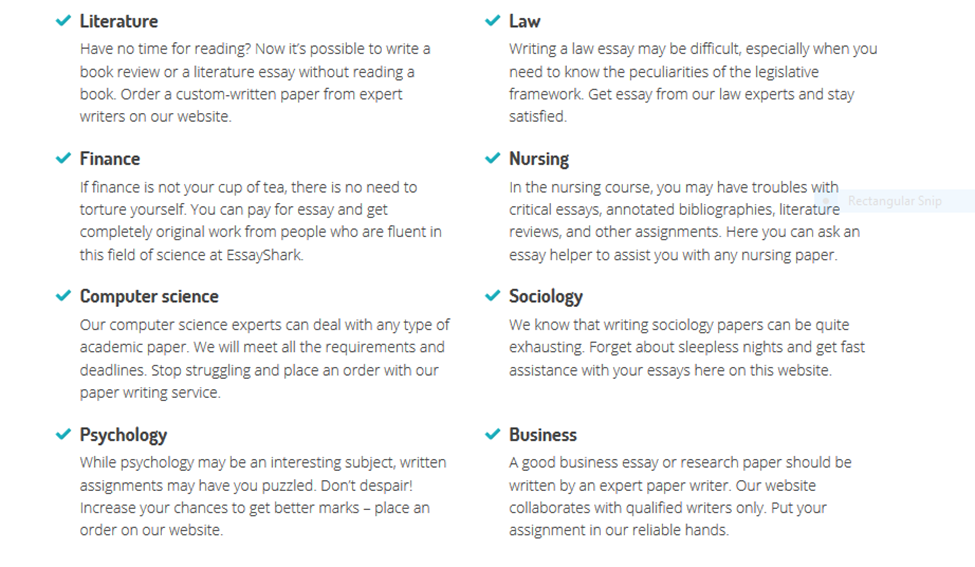 Literature
Have no time for reading? Now it’s possible to write a
book review or a literature essay without reading a
book. Order a custom-written paper from expert
writers on our website.
Law
Writing a law essay may be difficult, especially when you
need to know the peculiarities of the legislative
framework. Get essay from our law experts and stay
satisfied.
Finance
If finance is not your cup of tea, there is no need to
torture yourself. You can pay for essay and get
completely original work from people who are fluent in
this field of science at EssayShark.
Nursing
In the nursing course, you may have troubles with
critical essays, annotated bibliographies, literature
reviews, and other assignments. Here you can ask an
essay helper to assist you with any nursing paper.
Rectangular Snip
Computer science
Our computer science experts can deal with any type of
academic paper. We will meet all the requirements and
deadlines. Stop struggling and place an order with our
paper writing service.
Sociology
We know that writing sociology papers can be quite
exhausting. Forget about sleepless nights and get fast
assistance with your essays here on this website.
Psychology
While psychology may be an interesting subject, written
assignments may have you puzzled. Don’t despair!
Increase your chances to get better marks – place an
order on our website.
Business
A good business essay or research paper should be
written by an expert paper writer. Our website
collaborates with qualified writers only. Put your
assignment in our reliable hands.